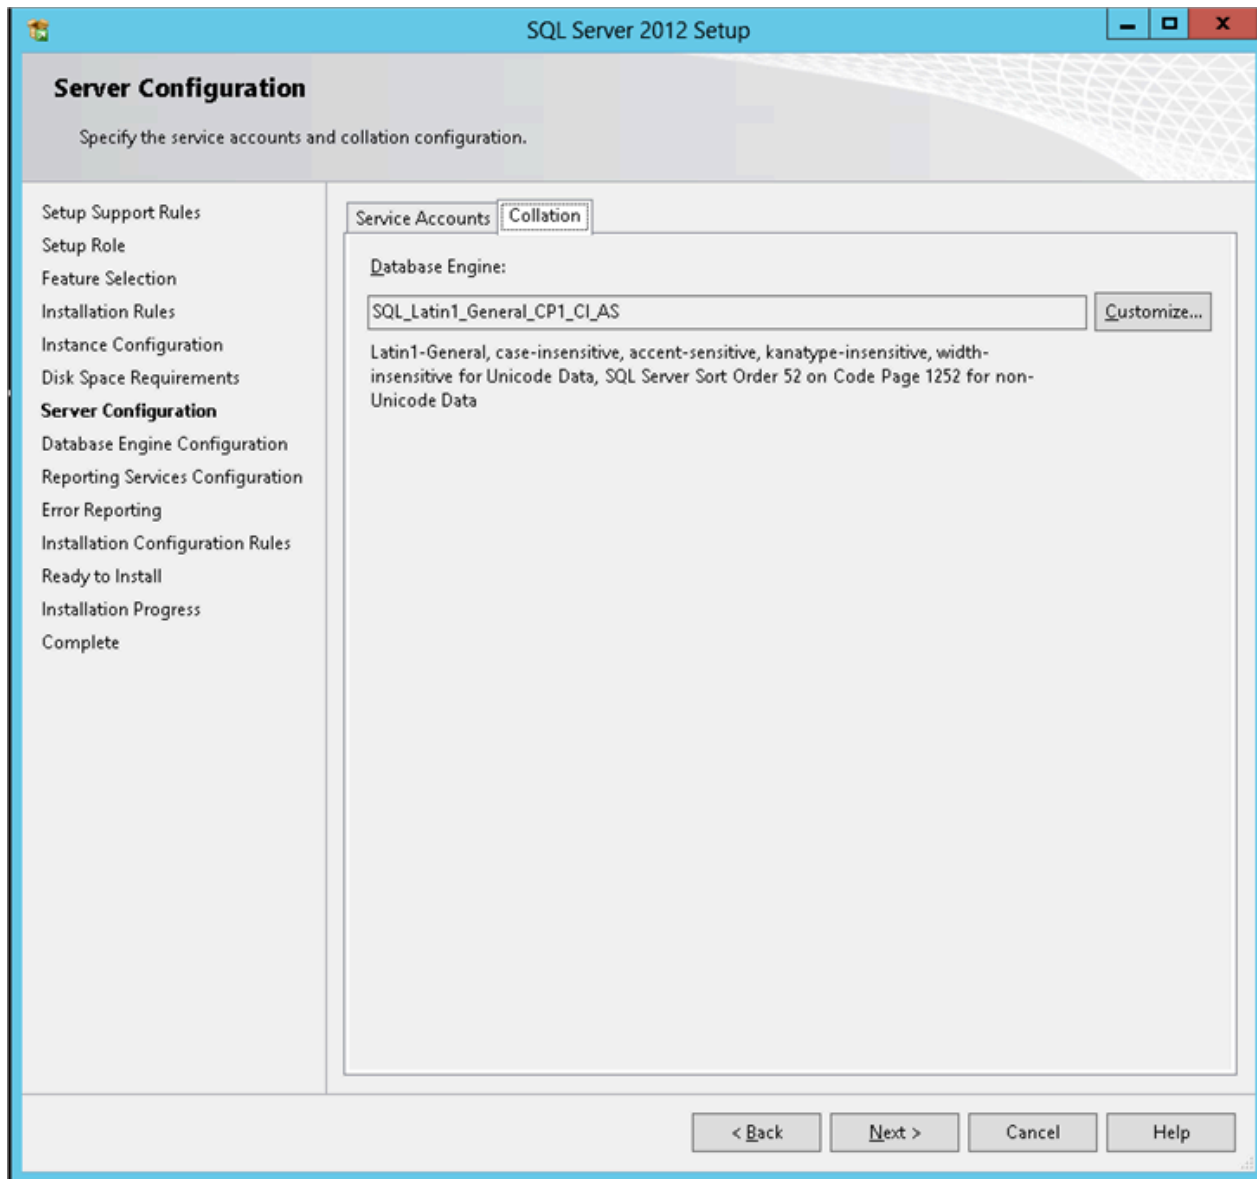 SQL Server 2012 Setup
Server Configuration
Specify the service accounts and collation configuration.
Setup Support Rules
Setup Role
Feature Selection
Installation Rules
Instance Configuration
Disk Space Requirements
Server Configuration
Database Engine Configuration
Reporting Services Configuration
Error Reporting
Installation Configuration Rules
Ready to Install
Installation Progress
Complete
Service Accounts
Collation
Database Engine:
SQL_Latin1_General_CP1_CI_AS
Customize...
Latin1-General, case-insensitive, accent-sensitive, kanatype-insensitive, width-
insensitive for Unicode Data, SQL Server Sort Order 52 on Code Page 1252 for non-
Unicode Data
< Back
Next >
Cancel
Help